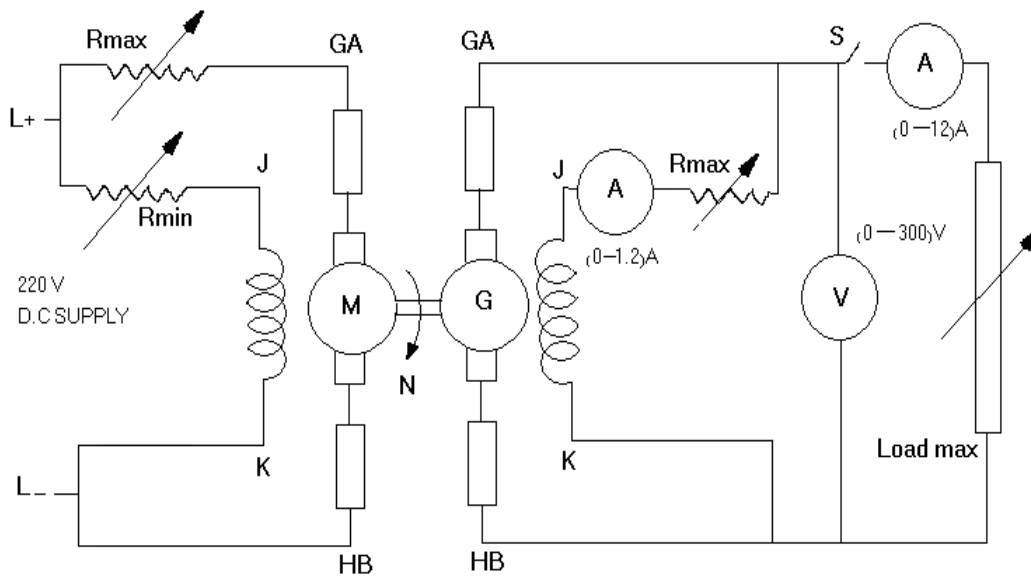 Rmax
GA
GA
S
A
L+
(0-12)A
J
J
Rmax
A
Rmin
(0-1.2)A
(0-300)V
220 V
D.C SUPPLY
M
G
V
N
Load max
K
K
L-
HB
HB